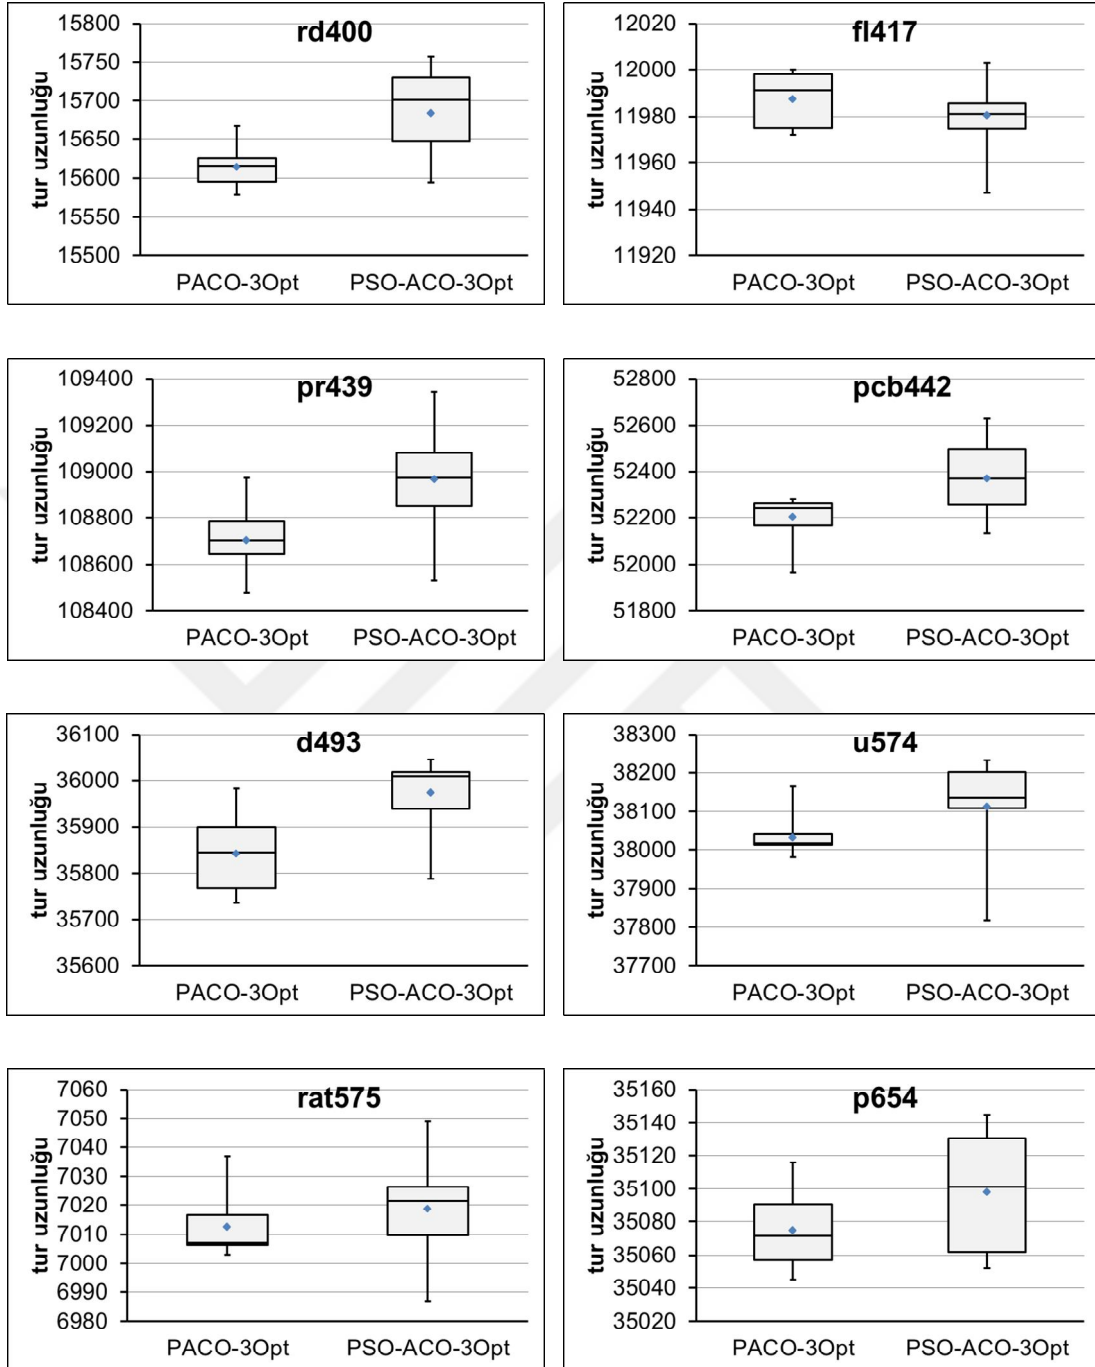 rd400
tur uzunluğu
15800
15750
15700
15650
15600
15550
15500
PACO-3Opt PSO-ACO-3Opt
fl417
tur uzunluğu
12020
12000
11980
11960
11940
11920
PACO-3Opt PSO-ACO-3Opt
pr439
tur uzunluğu
109400
109200
109000
108800
108600
108400
PACO-3Opt PSO-ACO-3Opt
pcb442
tur uzunluğu
52800
52600
52400
52200
52000
51800
PACO-3Opt PSO-ACO-3Opt
d493
tur uzunluğu
36100
36000
35900
35800
35700
35600
PACO-3Opt PSO-ACO-3Opt
u574
tur uzunluğu
38300
38200
38100
38000
37900
37800
37700
PACO-3Opt PSO-ACO-3Opt
rat575
tur uzunluğu
7060
7050
7040
7030
7020
7010
7000
6990
6980
PACO-3Opt PSO-ACO-3Opt
p654
tur uzunluğu
35160
35140
35120
35100
35080
35060
35040
35020
PACO-3Opt PSO-ACO-3Opt